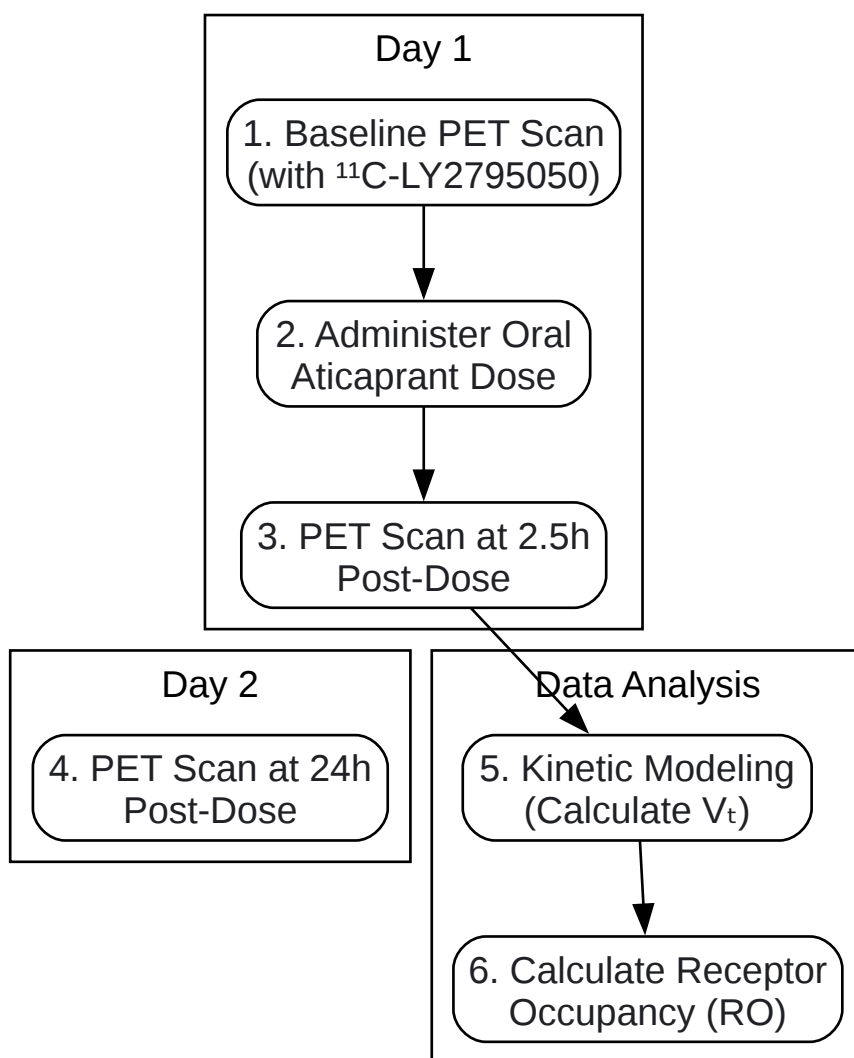 Day 1
1. Baseline PET Scan
(with ¹¹C-LY2795050)
2. Administer Oral
Aticaprant Dose
3. PET Scan at 2.5h
Post-Dose
Day 2
4. PET Scan at 24h
Post-Dose
Data Analysis
5. Kinetic Modeling
(Calculate Vₜ)
6. Calculate Receptor
Occupancy (RO)